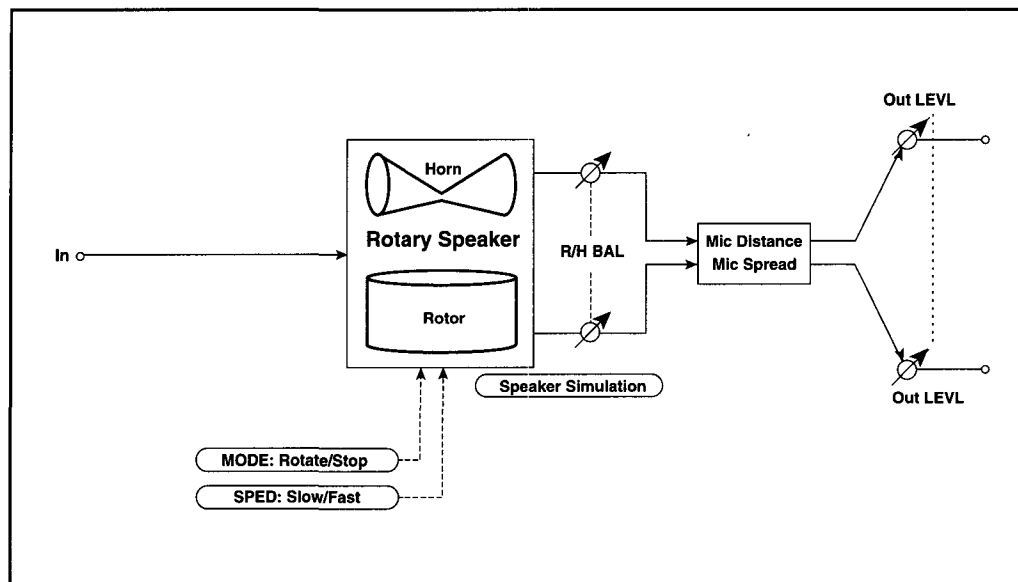 Out LEVL
Horn
Rotary Speaker
In
R/H BAL
Mic Distance
Mic Spread
Rotor
Speaker Simulation
Out LEVL
MODE: Rotate/Stop
SPED: Slow/Fast